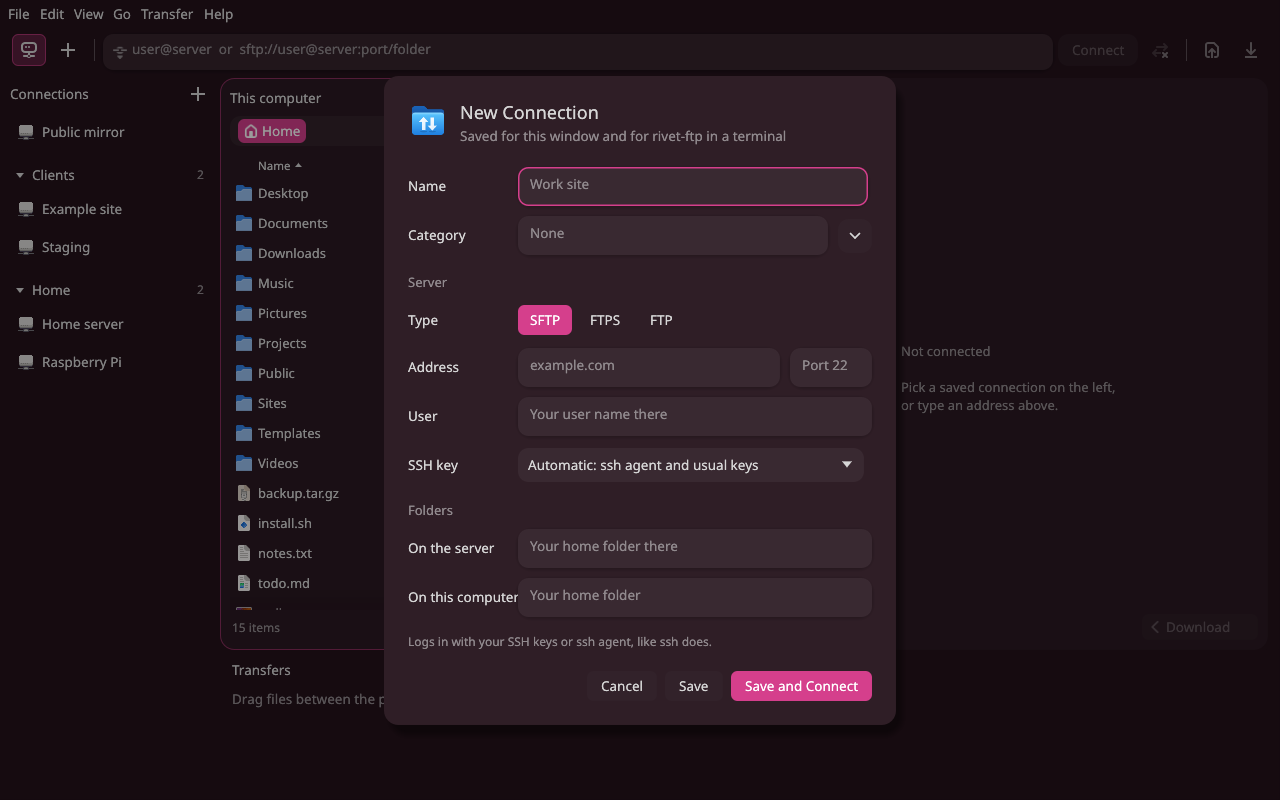 File Edit View Go Transfer Help
user@server or sftp://user@server:port/folder
Connect
Connections
Public mirror
Clients 2
Example site
Staging
Home 2
Home server
Raspberry Pi
This computer
Home
Name
Desktop
Documents
Downloads
Music
Pictures
Projects
Public
Sites
Templates
Videos
backup.tar.gz
install.sh
notes.txt
todo.md
15 items
Transfers
Drag files between the
New Connection
Saved for this window and for rivet-ftp in a terminal
Name Work site
Category None
Server
Type SFTP FTPS FTP
Address example.com Port 22
User Your user name there
SSH key Automatic: ssh agent and usual keys
Folders
On the server Your home folder there
On this computer Your home folder
Logs in with your SSH keys or ssh agent, like ssh does.
Cancel Save Save and Connect
Not connected
Pick a saved connection on the left,
or type an address above.
Download